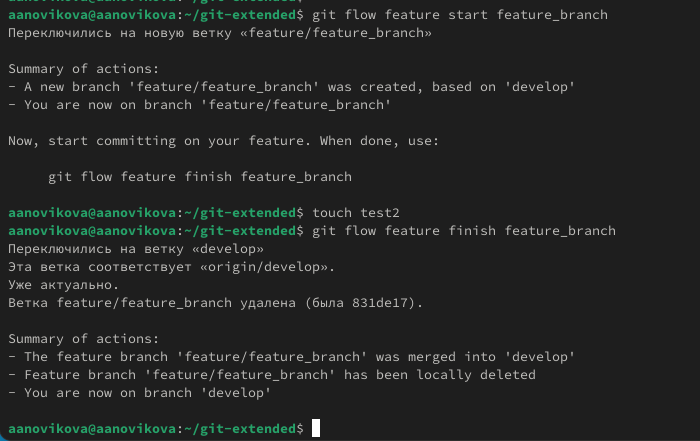 aanovikova@aanovikova:~/git-extended$ git flow feature start feature_branch
Переключились на новую ветку «feature/feature_branch»
Summary of actions:
- A new branch 'feature/feature_branch' was created, based on 'develop'
- You are now on branch 'feature/feature_branch'
Now, start committing on your feature. When done, use:
git flow feature finish feature_branch
aanovikova@aanovikova:~/git-extended$ touch test2
aanovikova@aanovikova:~/git-extended$ git flow feature finish feature_branch
Переключились на ветку «develop»
Эта ветка соответствует «origin/develop».
Уже актуально.
Ветка feature/feature_branch удалена (была 831de17).
Summary of actions:
- The feature branch 'feature/feature_branch' was merged into 'develop'
- Feature branch 'feature/feature_branch' has been locally deleted
- You are now on branch 'develop'
aanovikova@aanovikova:~/git-extended$